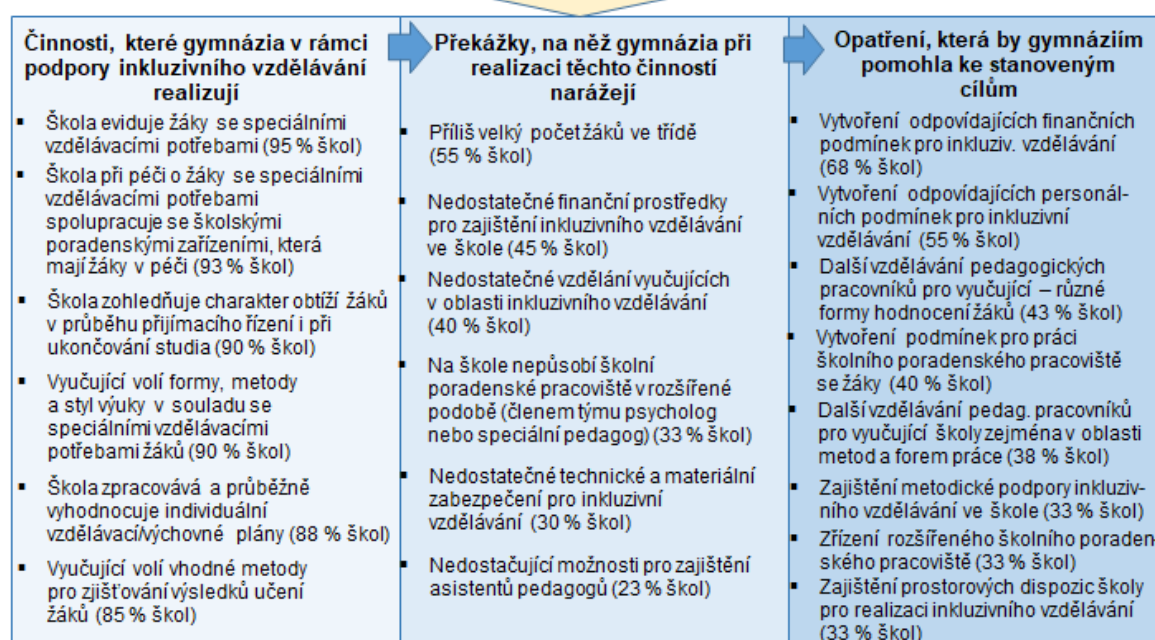 Činnosti, které gymnázia v rámci
podpory inkluzivního vzdělávání
realizují
▪ Škola eviduje žáky se speciálními
vzdělávacími potřebami (95 % škol)
▪ Škola při péči o žáky se speciálními
vzdělávacími potřebami
spolupracuje se školskými
poradenskými zařízeními, která
mají žáky v péči (93 % škol)
▪ Škola zohledňuje charakter obtíží žáků
v průběhu přijímacího řízení i při
ukončování studia (90 % škol)
▪ Vyučující volí formy, metody
a styl výuky v souladu se
speciálními vzdělávacími
potřebami žáků (90 % škol)
▪ Škola zpracovává a průběžně
vyhodnocuje individuální
vzdělávací/výchovné plány (88 % škol)
▪ Vyučující volí vhodné metody
pro zjišťování výsledků učení
žáků (85 % škol)
Překážky, na něž gymnázia při
realizaci těchto činností
narážejí
▪ Příliš velký počet žáků ve třídě
(55 % škol)
▪ Nedostatečné finanční prostředky
pro zajištění inkluzivního vzdělávání
ve škole (45 % škol)
▪ Nedostatečné vzdělání vyučujících
v oblasti inkluzivního vzdělávání
(40 % škol)
▪ Na škole nepůsobí školní
poradenské pracoviště v rozšířené
podobě (členem týmu psycholog
nebo speciální pedagog) (33 % škol)
▪ Nedostatečné technické a materiální
zabezpečení pro inkluzivní
vzdělávání (30 % škol)
▪ Nedostačující možnosti pro zajištění
asistentů pedagogů (23 % škol)
Opatření, která by gymnáziím
pomohla ke stanoveným
cílům
▪ Vytvoření odpovídajících finančních
podmínek pro inkluziv. vzdělávání
(68 % škol)
▪ Vytvoření odpovídajících personál-
ních podmínek pro inkluzivní
vzdělávání (55 % škol)
▪ Další vzdělávání pedagogických
pracovníků pro vyučující – různé
formy hodnocení žáků (43 % škol)
▪ Vytvoření podmínek pro práci
školního poradenského pracoviště
se žáky (40 % škol)
▪ Další vzdělávání pedag. pracovníků
pro vyučující školy zejména v oblasti
metod a forem práce (38 % škol)
▪ Zajištění metodické podpory inkluziv-
ního vzdělávání ve škole (33 % škol)
▪ Zřízení rozšířeného školního poraden-
ského pracoviště (33 % škol)
▪ Zajištění prostorových dispozic školy
pro realizaci inkluzivního vzdělávání
(33 % škol)